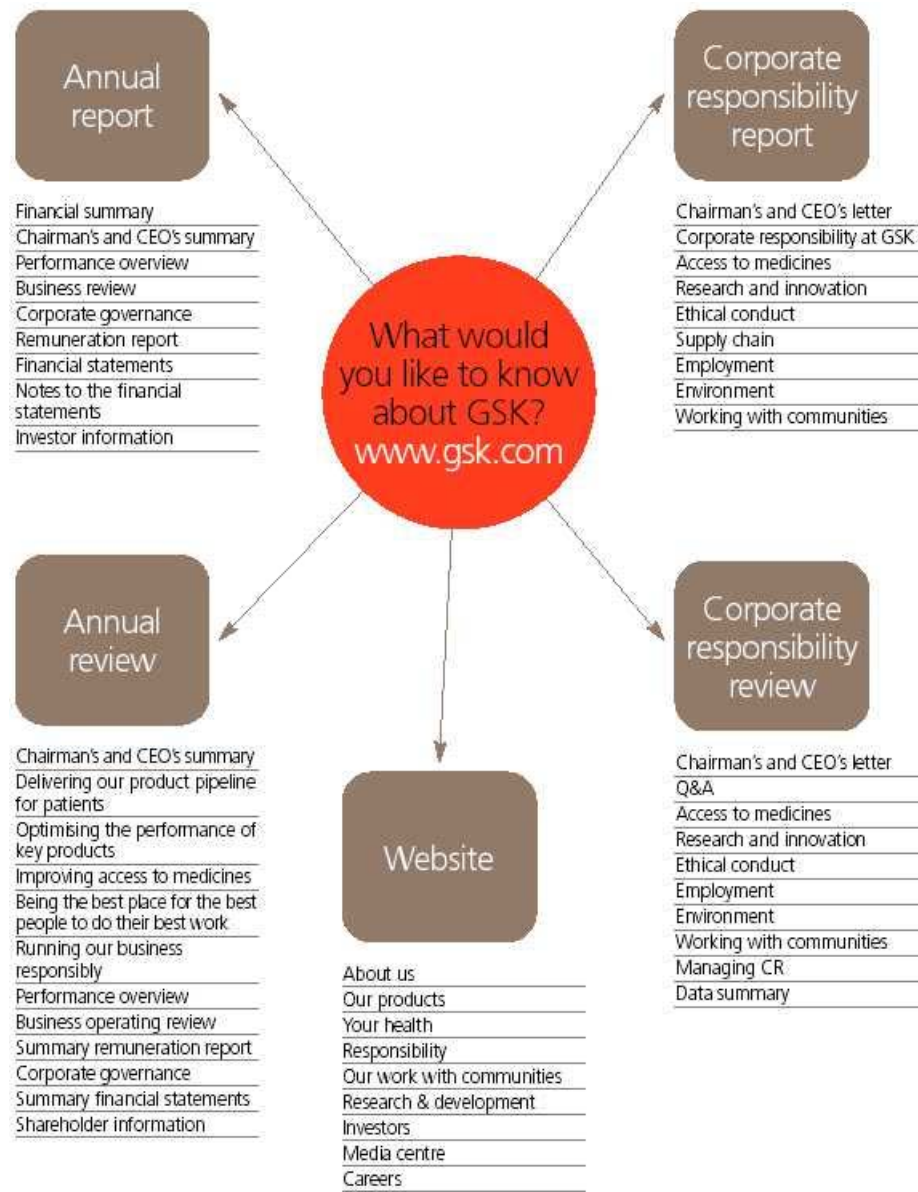 Annual
report
Financial summary
Chairman's and CEO's summary
Performance overview
Business review
Corporate governance
Remuneration report
Financial statements
Notes to the financial
statements
Investor information
Corporate
responsibility
report
Chairman's and CEO's letter
Corporate responsibility at GSK
Access to medicines
Research and innovation
Ethical conduct
Supply chain
Employment
Environment
Working with communities
What would
you like to know
about GSK?
www.gsk.com
Annual
review
Chairman's and CEO's summary
Delivering our product pipeline
for patients
Optimising the performance of
key products
Improving access to medicines
Being the best place for the best
people to do their best work
Running our business
responsibly
Performance overview
Business operating review
Summary remuneration report
Corporate governance
Summary financial statements
Shareholder information
Website
About us
Our products
Your health
Responsibility
Our work with communities
Research & development
Investors
Media centre
Careers
Corporate
responsibility
review
Chairman's and CEO's letter
Q&A
Access to medicines
Research and innovation
Ethical conduct
Employment
Environment
Working with communities
Managing CR
Data summary